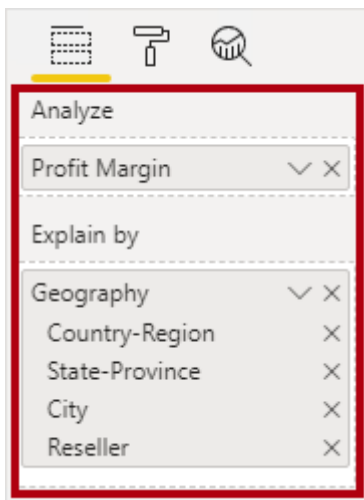 Analyze
Profit Margin
Explain by
Geography
Country-Region
State-Province
City
Reseller